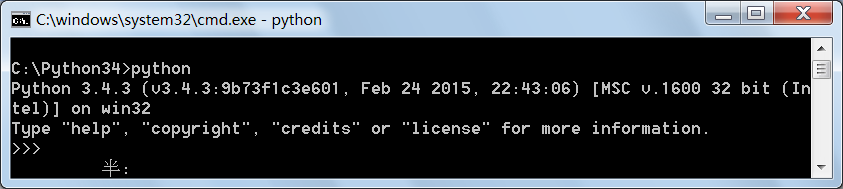 C:\windows\system32\cmd.exe - python
C:\Python34>python
Python 3.4.3 (v3.4.3:9b73f1c3e601, Feb 24 2015, 22:43:06) [MSC v.1600 32 bit (In
tel)] on win32
Type "help", "copyright", "credits" or "license" for more information.
>>>
半: